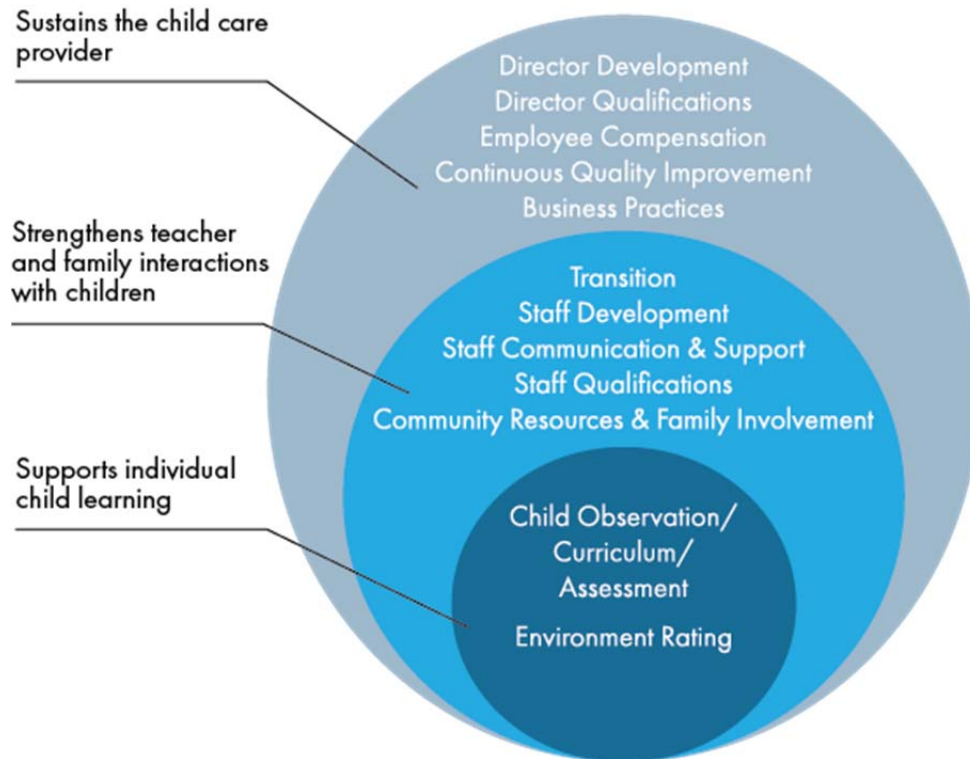 Sustains the child care
provider
Director Development
Director Qualifications
Employee Compensation
Continuous Quality Improvement
Business Practices
Strengthens teacher
and family interactions
with children
Transition
Staff Development
Staff Communication & Support
Staff Qualifications
Community Resources & Family Involvement
Supports individual
child learning
Child Observation/
Curriculum/
Assessment
Environment Rating